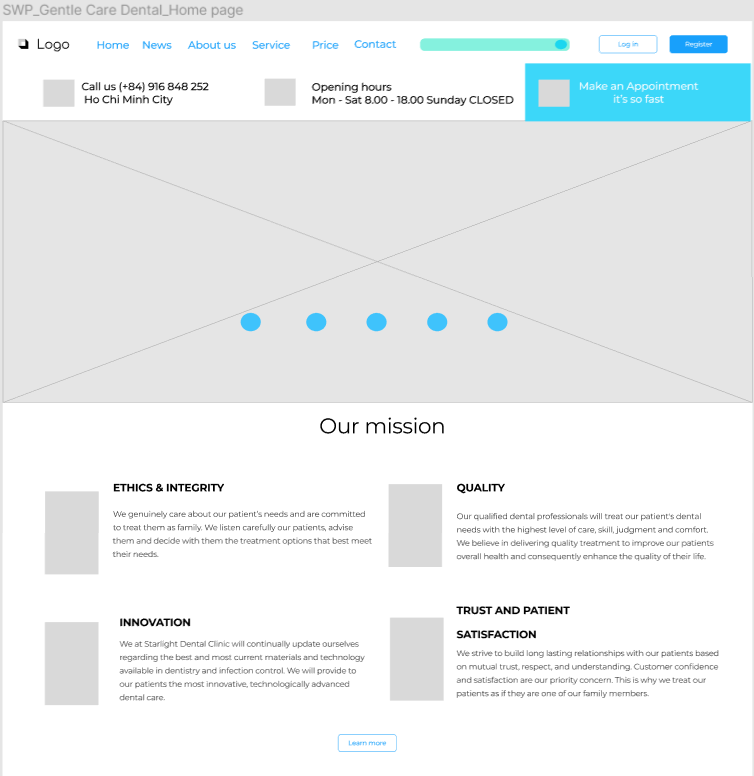 SWP_Gentle Care Dental_Home page
Logo
Home News About us Service Price Contact
Log in
Register
Call us (+84) 916 848 252
Ho Chi Minh City
Opening hours
Mon - Sat 8.00 - 18.00 Sunday CLOSED
Make an Appointment
it's so fast
Our mission
ETHICS & INTEGRITY
We genuinely care about our patient's needs and are committed
to treat them as family. We listen carefully our patients, advise
them and decide with them the treatment options that best meet
their needs.
QUALITY
Our qualified dental professionals will treat our patient's dental
needs with the highest level of care, skill, judgment and comfort.
We believe in delivering quality treatment to improve our patients
overall health and consequently enhance the quality of their life.
INNOVATION
We at Starlight Dental Clinic will continually update ourselves
regarding the best and most current materials and technology
available in dentistry and infection control. We will provide to
our patients the most innovative, technologically advanced
dental care.
TRUST AND PATIENT
SATISFACTION
We strive to build long lasting relationships with our patients based
on mutual trust, respect, and understanding. Customer confidence
and satisfaction are our priority concern. This is why we treat our
patients as if they are one of our family members.
Learn more